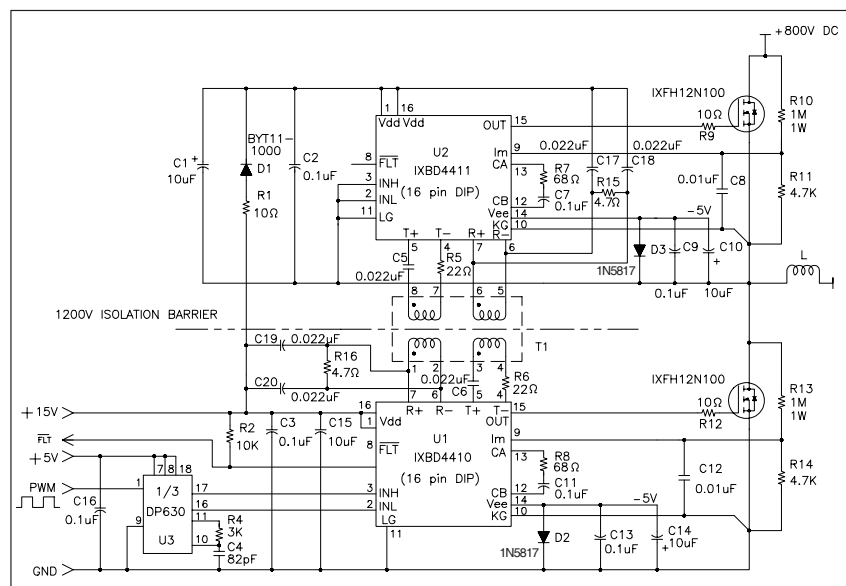 +800V DC
IXFH12N100
10Ω
R9
R10
1M
1W
1 16
Vdd Vdd
OUT
15
U2
IXBD4411
(16 pin DIP)
8
FLT
3
INH
2
INL
11
LG
Im
9
CA
13
CB
12
Vee
14
KG
10
T+ T- R+ R-
5 4 7 6
BYT11-
1000
D1
R1
10Ω
C1 +
10uF
C2
0.1uF
0.022uF 0.022uF
R7
68Ω
C7
0.1uF
C17
C18
R15
4.7Ω
0.01uF
C8
R11
4.7K
-5V
D3
1N5817
C9
0.1uF
C10
+
10uF
L
C5
0.022uF
R5
22Ω
8 7 6 5
1200V ISOLATION BARRIER
T1
1 2 3 4
C19 0.022uF
R16
4.7Ω
C20
0.022uF
0.022uF
C6
R6
22Ω
7 6 5 4
R+ R- T+ T-
IXFH12N100
10Ω
R12
R13
1M
1W
+15V
FLT
+5V
PWM
GND
R2
10K
C3
0.1uF
C15
10uF
16
1
Vdd
8
FLT
U1
IXBD4410
(16 pin DIP)
OUT
15
Im
9
CA
13
CB
12
Vee
14
KG
10
3
INH
2
INL
LG
11
R8
68Ω
C11
0.1uF
C12
0.01uF
R14
4.7K
-5V
D2
1N5817
C13
0.1uF
C14
+
10uF
C16
0.1uF
7 8 18
1
1/3
DP630
U3
17
16
11
10
9
R4
3K
C4
82pF